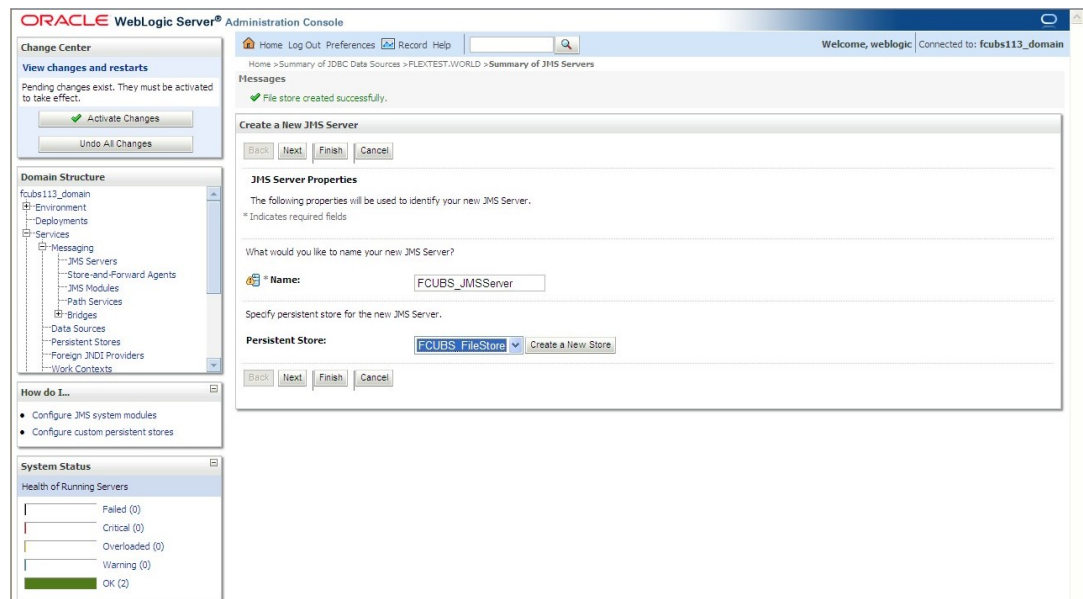 ORACLE WebLogic Server® Administration Console
Change Center
View changes and restarts
Pending changes exist. They must be activated
to take effect.
Activate Changes
Undo All Changes
Domain Structure
fcubs113_domain
Environment
Deployments
Services
Messaging
JMS Servers
Store-and-Forward Agents
JMS Modules
Path Services
Bridges
Data Sources
Persistent Stores
Foreign JNDI Providers
Work Contexts
How do I...
Configure JMS system modules
Configure custom persistent stores
System Status
Health of Running Servers
Failed (0)
Critical (0)
Overloaded (0)
Warning (0)
OK (2)
Home Log Out Preferences Record Help
Welcome, weblogic Connected to: fcubs113_domain
Home >Summary of JDBC Data Sources >FLEXTEST.WORLD >Summary of JMS Servers
Messages
File store created successfully.
Create a New JMS Server
Back Next Finish Cancel
JMS Server Properties
The following properties will be used to identify your new JMS Server.
* Indicates required fields
What would you like to name your new JMS Server?
* Name: FCUBS_JMSServer
Specify persistent store for the new JMS Server.
Persistent Store: FCUBS_FileStore Create a New Store
Back Next Finish Cancel